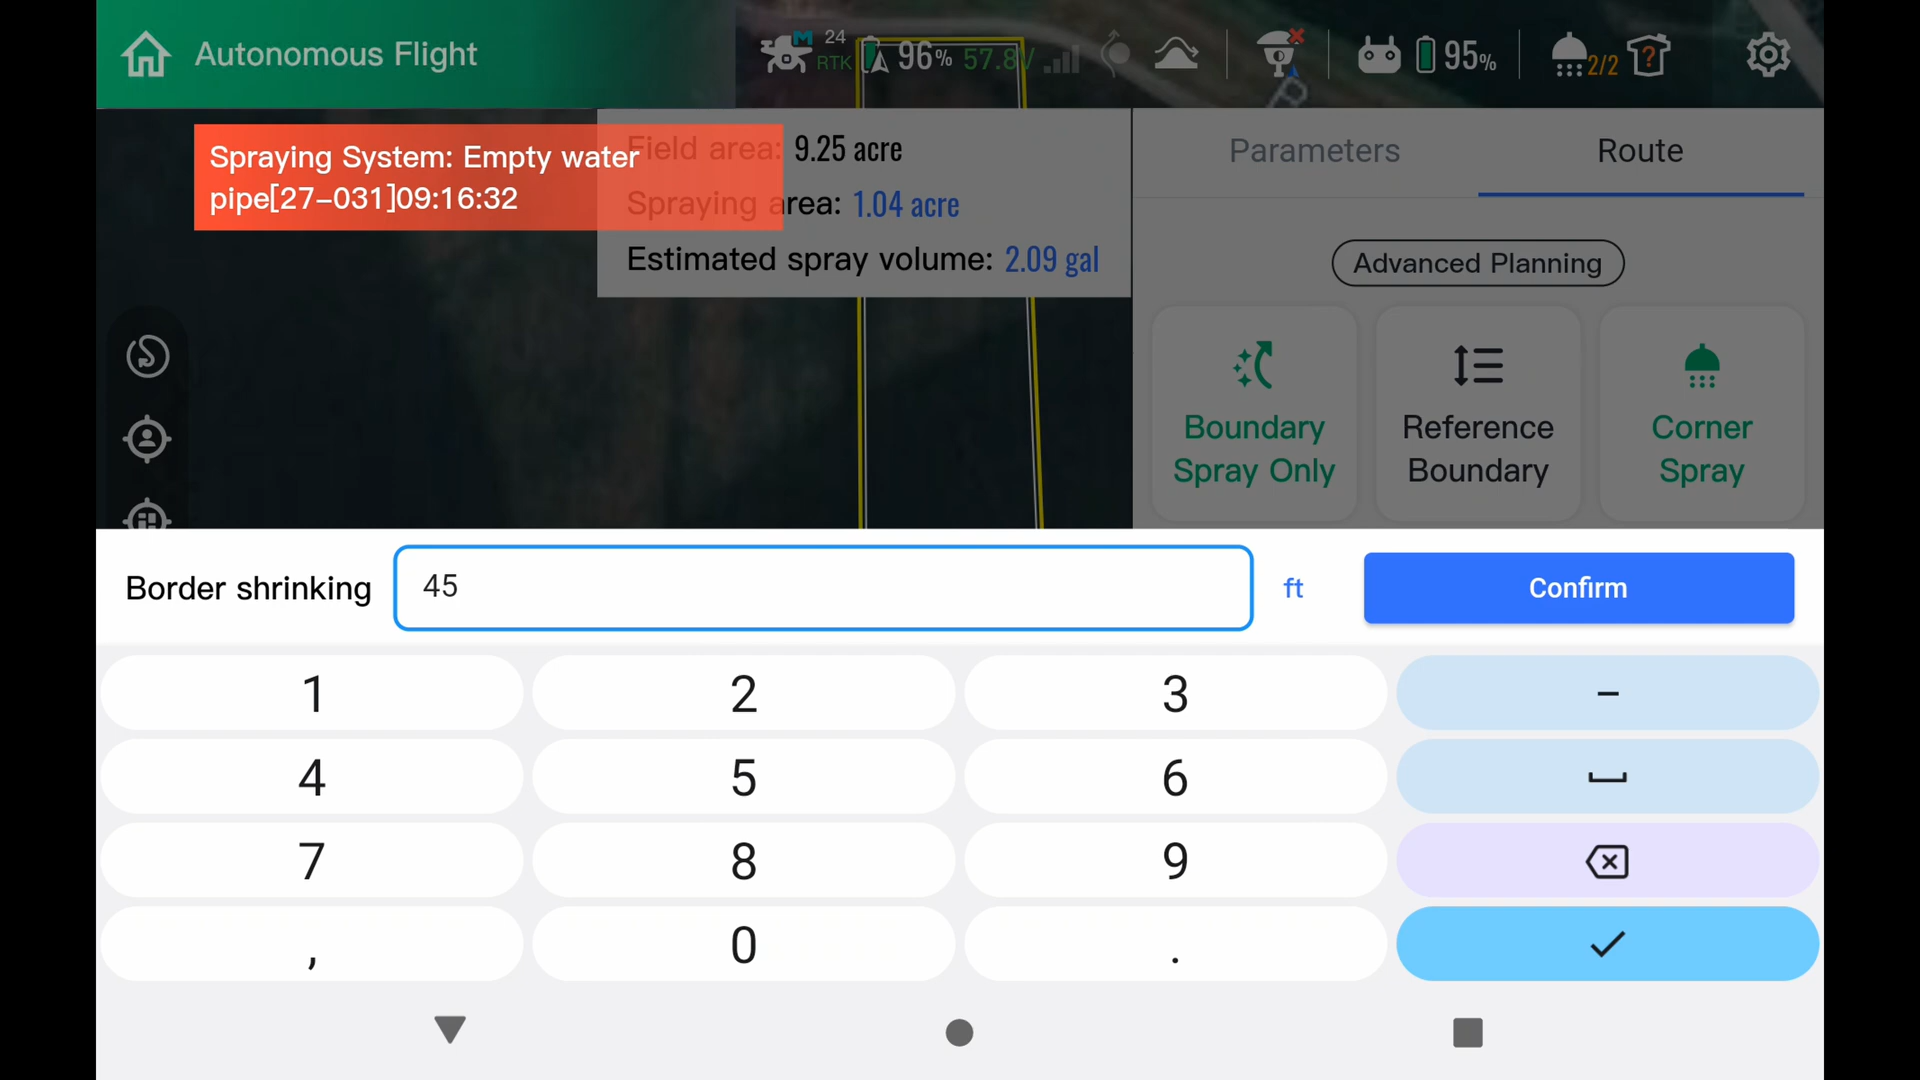 Autonomous Flight
24
RTK
96%
57.8V
95%
2/2
?
Spraying System: Empty water
pipe[27-031]09:16:32
Field area: 9.25 acre
Spraying area: 1.04 acre
Estimated spray volume: 2.09 gal
Parameters
Route
Advanced Planning
Boundary
Spray Only
Reference
Boundary
Corner
Spray
Border shrinking
45
ft
Confirm
1
2
3
-
4
5
6
7
8
9
,
0
.